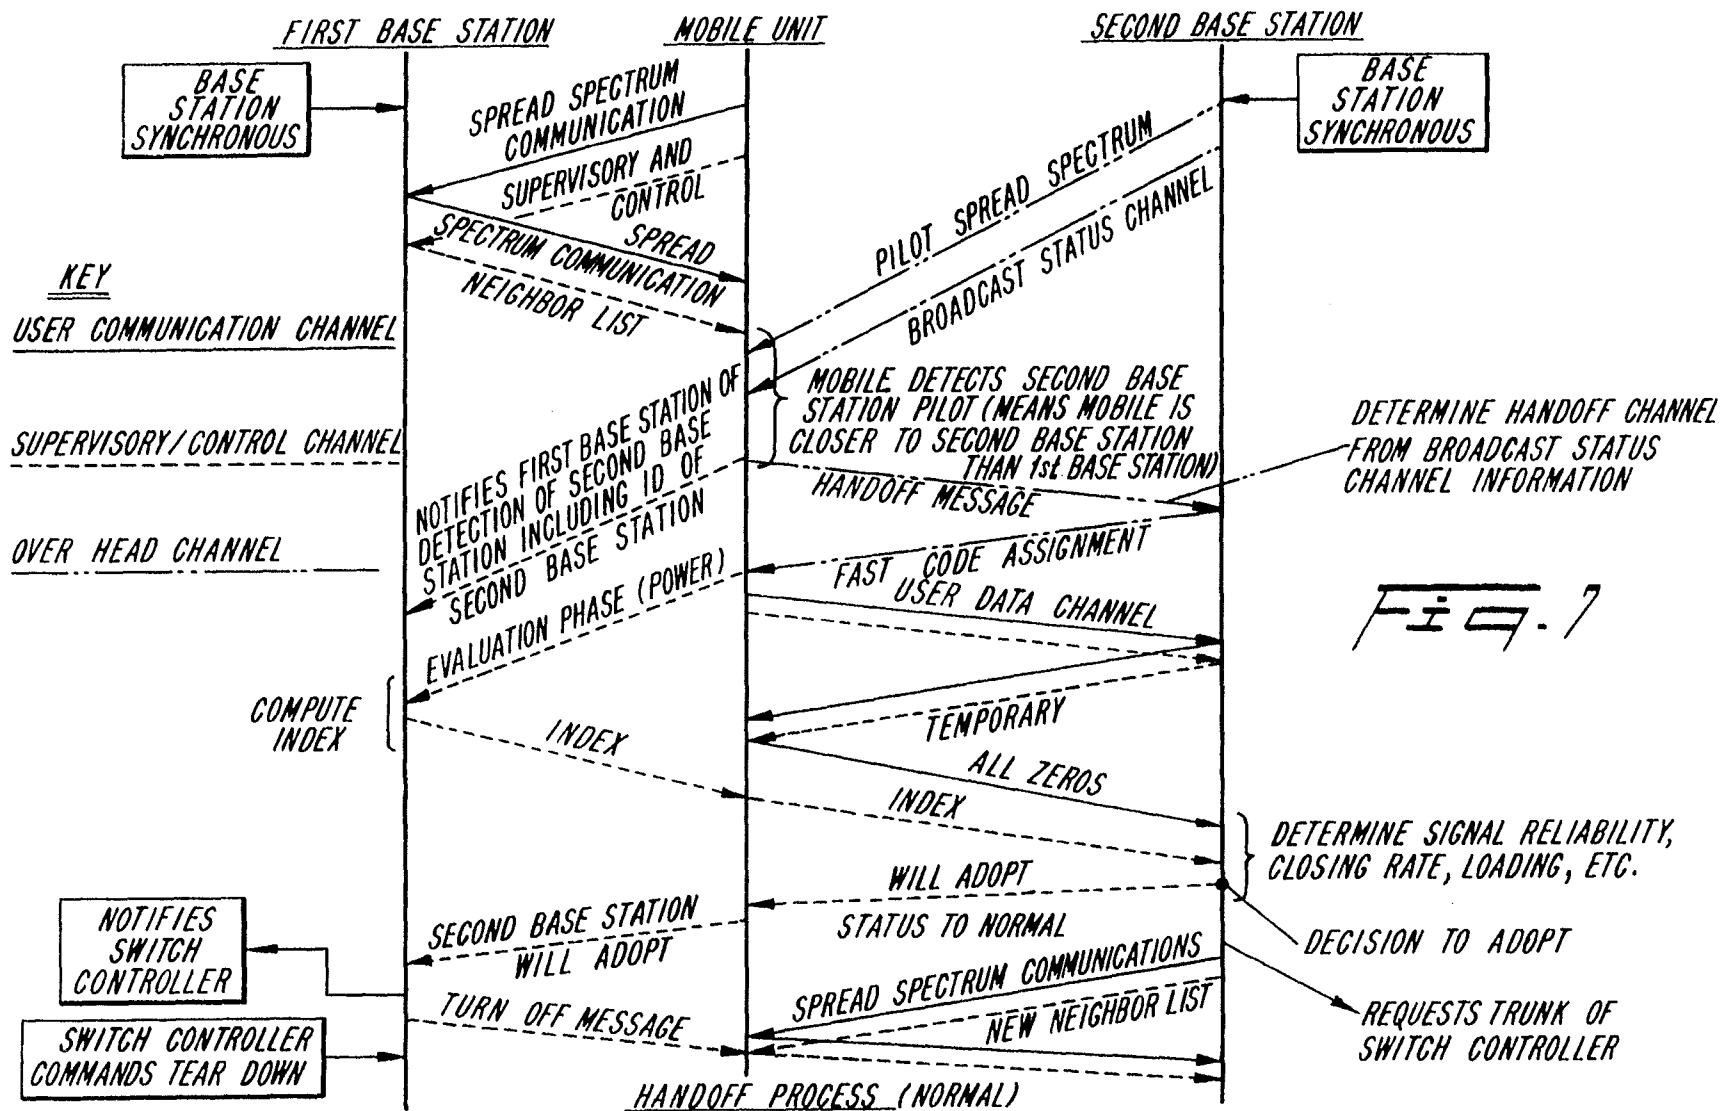 FIRST BASE STATION
MOBILE UNIT
SECOND BASE STATION
BASE
STATION
SYNCHRONOUS
SPREAD SPECTRUM
COMMUNICATION
SUPERVISORY AND
CONTROL
SPREAD
SPECTRUM COMMUNICATION
NEIGHBOR LIST
PILOT SPREAD SPECTRUM
BROADCAST STATUS CHANNEL
BASE
STATION
SYNCHRONOUS
KEY
USER COMMUNICATION CHANNEL
SUPERVISORY/CONTROL CHANNEL
OVER HEAD CHANNEL
MOBILE DETECTS SECOND BASE
STATION PILOT (MEANS MOBILE IS
CLOSER TO SECOND BASE STATION
THAN 1st BASE STATION)
DETERMINE HANDOFF CHANNEL
FROM BROADCAST STATUS
CHANNEL INFORMATION
NOTIFIES FIRST BASE STATION OF
DETECTION OF SECOND BASE
STATION INCLUDING ID OF
SECOND BASE STATION
HANDOFF MESSAGE
FAST CODE ASSIGNMENT
EVALUATION PHASE (POWER)
USER DATA CHANNEL
Fig. 7
COMPUTE
INDEX
INDEX
TEMPORARY
ALL ZEROS
INDEX
DETERMINE SIGNAL RELIABILITY,
CLOSING RATE, LOADING, ETC.
WILL ADOPT
STATUS TO NORMAL
DECISION TO ADOPT
SECOND BASE STATION
WILL ADOPT
NOTIFIES
SWITCH
CONTROLLER
SPREAD SPECTRUM COMMUNICATIONS
NEW NEIGHBOR LIST
REQUESTS TRUNK OF
SWITCH CONTROLLER
TURN OFF MESSAGE
SWITCH CONTROLLER
COMMANDS TEAR DOWN
HANDOFF PROCESS (NORMAL)